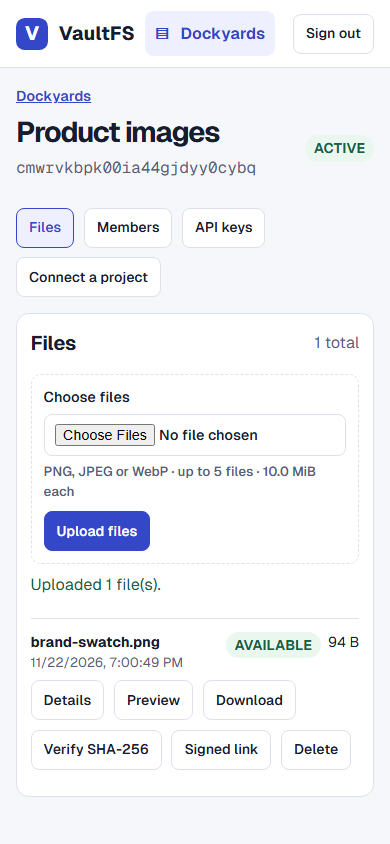 V VaultFS Dockyards Sign out
Dockyards
Product images
ACTIVE
cmwrvkbpk00ia44gjdyy0cybq
Files Members API keys
Connect a project
Files 1 total
Choose files
Choose Files No file chosen
PNG, JPEG or WebP · up to 5 files · 10.0 MiB
each
Upload files
Uploaded 1 file(s).
brand-swatch.png AVAILABLE 94 B
11/22/2026, 7:00:49 PM
Details Preview Download
Verify SHA-256 Signed link Delete